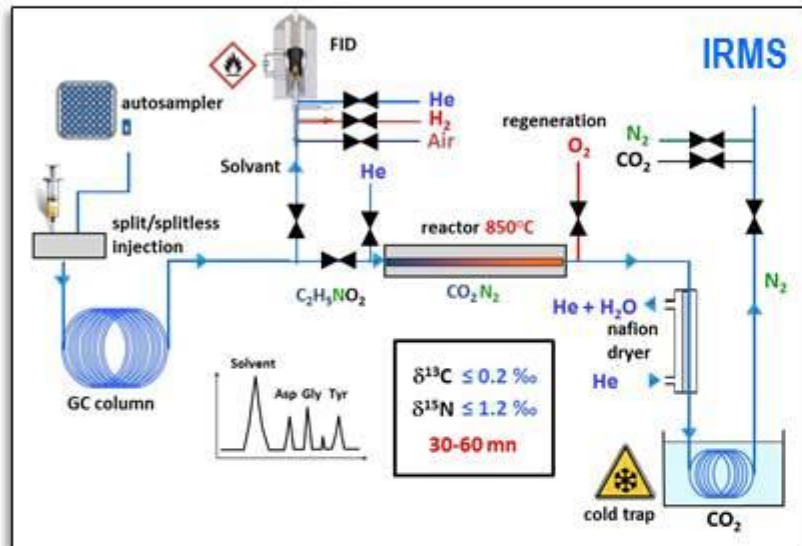 FID
IRMS
autosampler
He
H₂
Air
regeneration
O₂
N₂
CO₂
Solvant
He
split/splitless
injection
reactor 850°C
C₂H₅NO₂
CO₂ N₂
N₂
He + H₂O
nafion
dryer
He
GC column
Solvent
Asp Gly Tyr
δ¹³C ≤ 0.2 ‰
δ¹⁵N ≤ 1.2 ‰
30-60 mn
cold trap
CO₂